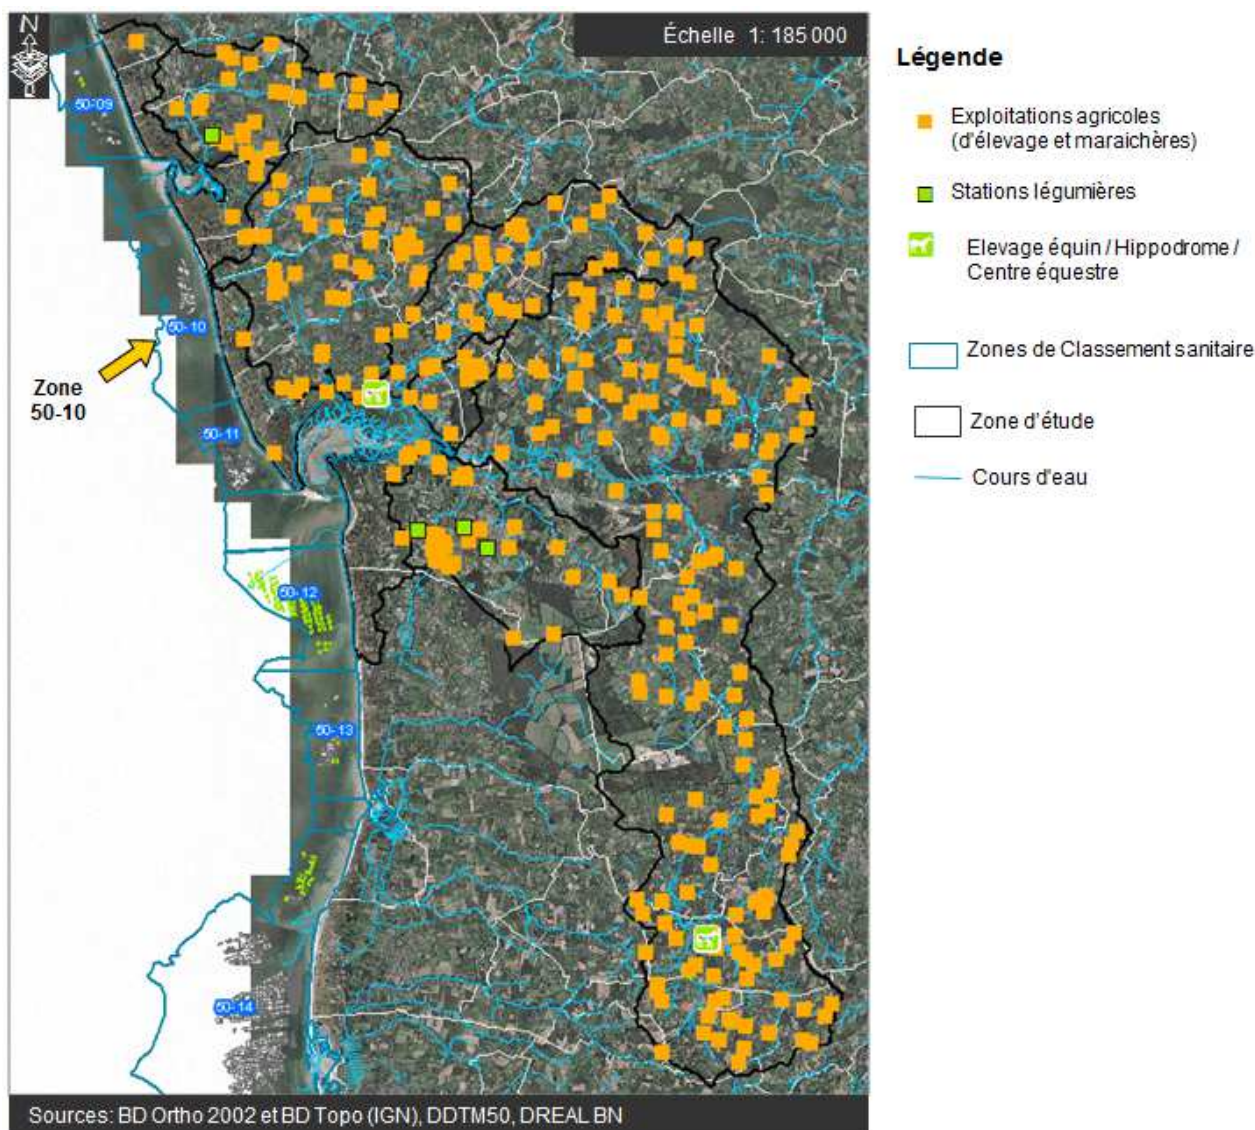 N
Échelle 1: 185 000
50-09
50-10
Zone
50-10
50-11
50-12
50-13
50-14
Sources: BD Ortho 2002 et BD Topo (IGN), DDTM50, DREAL BN
Légende
Exploitations agricoles
(d'élevage et maraichères)
Stations légumières
Elevage équin / Hippodrome /
Centre équestre
Zones de Classement sanitaire
Zone d'étude
Cours d'eau